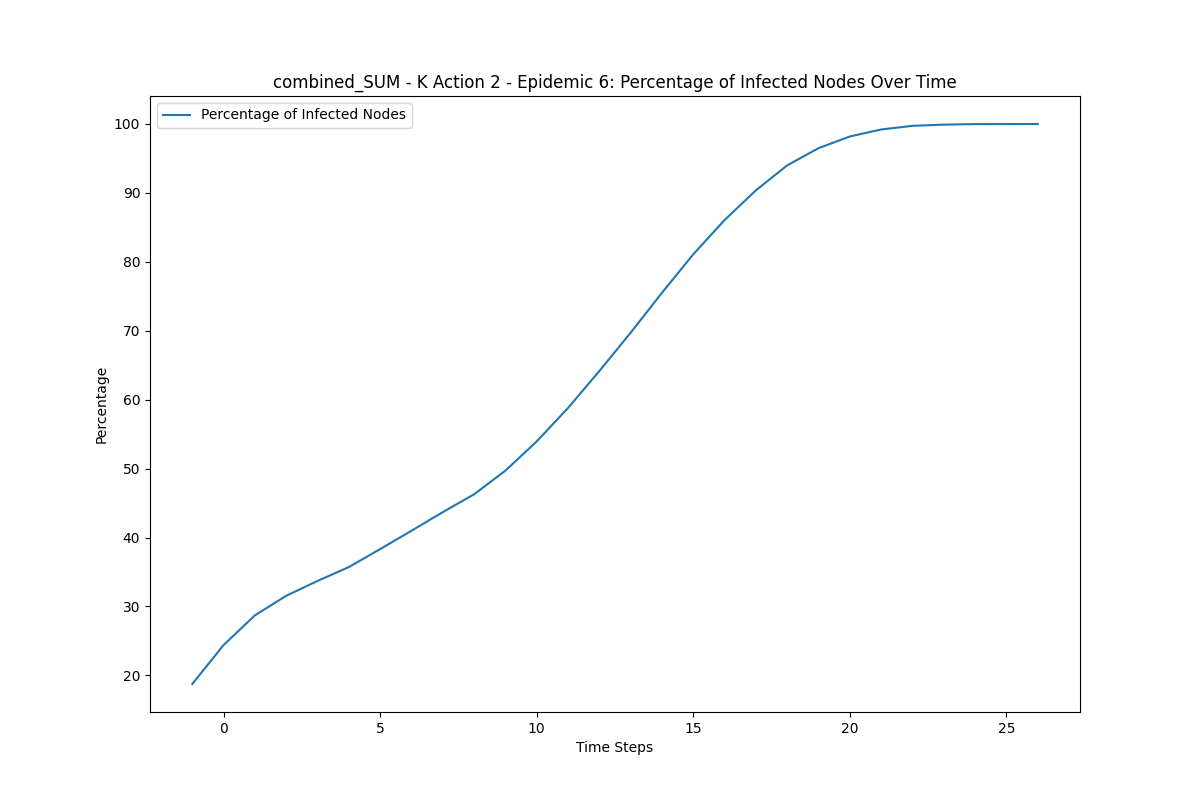 combined_SUM - K Action 2 - Epidemic 6: Percentage of Infected Nodes Over Time
Percentage of Infected Nodes
100
90
80
70
60
50
40
30
20
Percentage
0 5 10 15 20 25
Time Steps